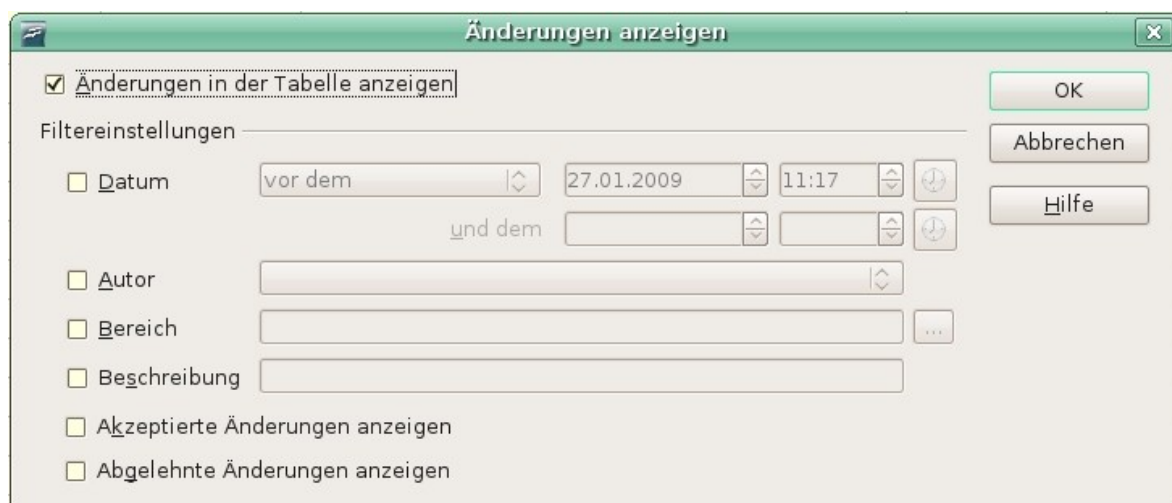 Änderungen anzeigen
Änderungen in der Tabelle anzeigen
OK
Filtereinstellungen
Abbrechen
Datum vor dem 27.01.2009 11:17
Hilfe
und dem
Autor
Bereich ...
Beschreibung
Akzeptierte Änderungen anzeigen
Abgelehnte Änderungen anzeigen